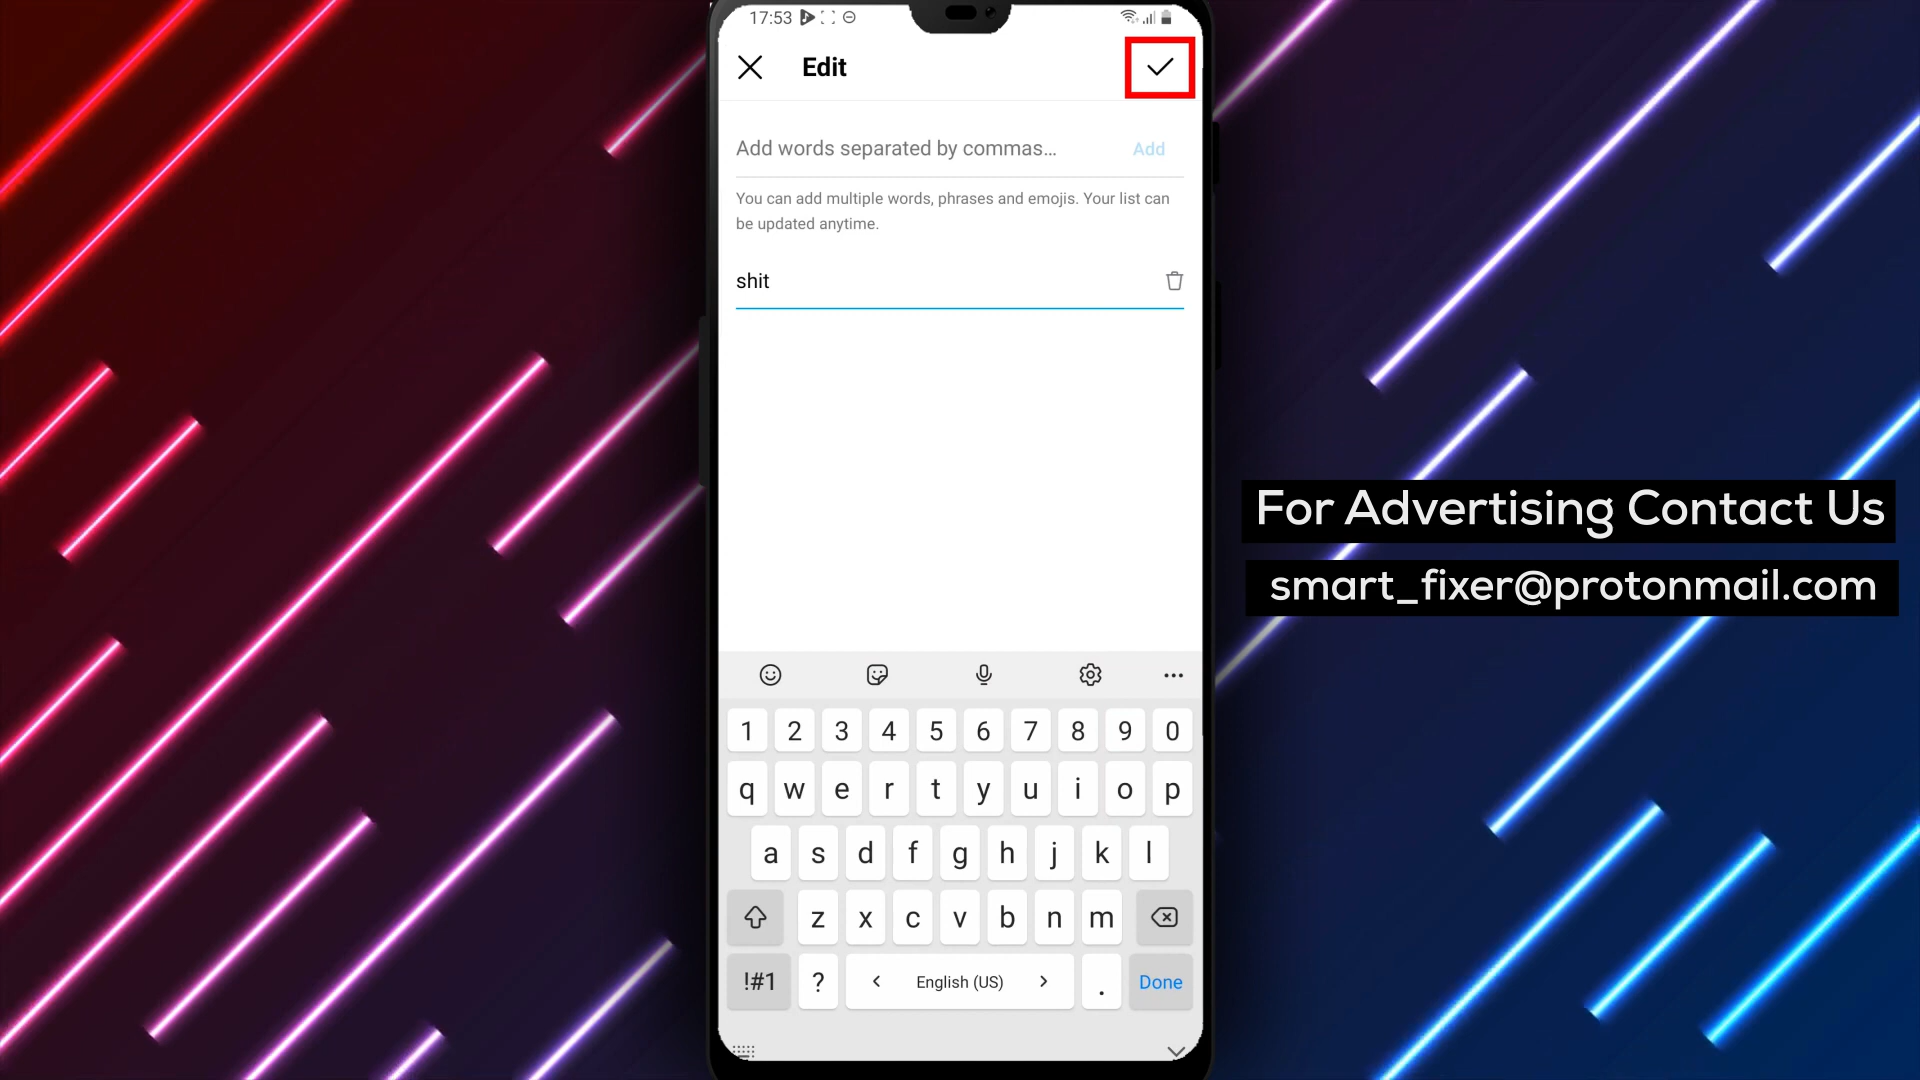 17:53
Edit
Add words separated by commas...
Add
You can add multiple words, phrases and emojis. Your list can
be updated anytime.
shit
For Advertising Contact Us
smart_fixer@protonmail.com
1 2 3 4 5 6 7 8 9 0
q w e r t y u i o p
a s d f g h j k l
z x c v b n m
!#1 ? < English (US) > . Done